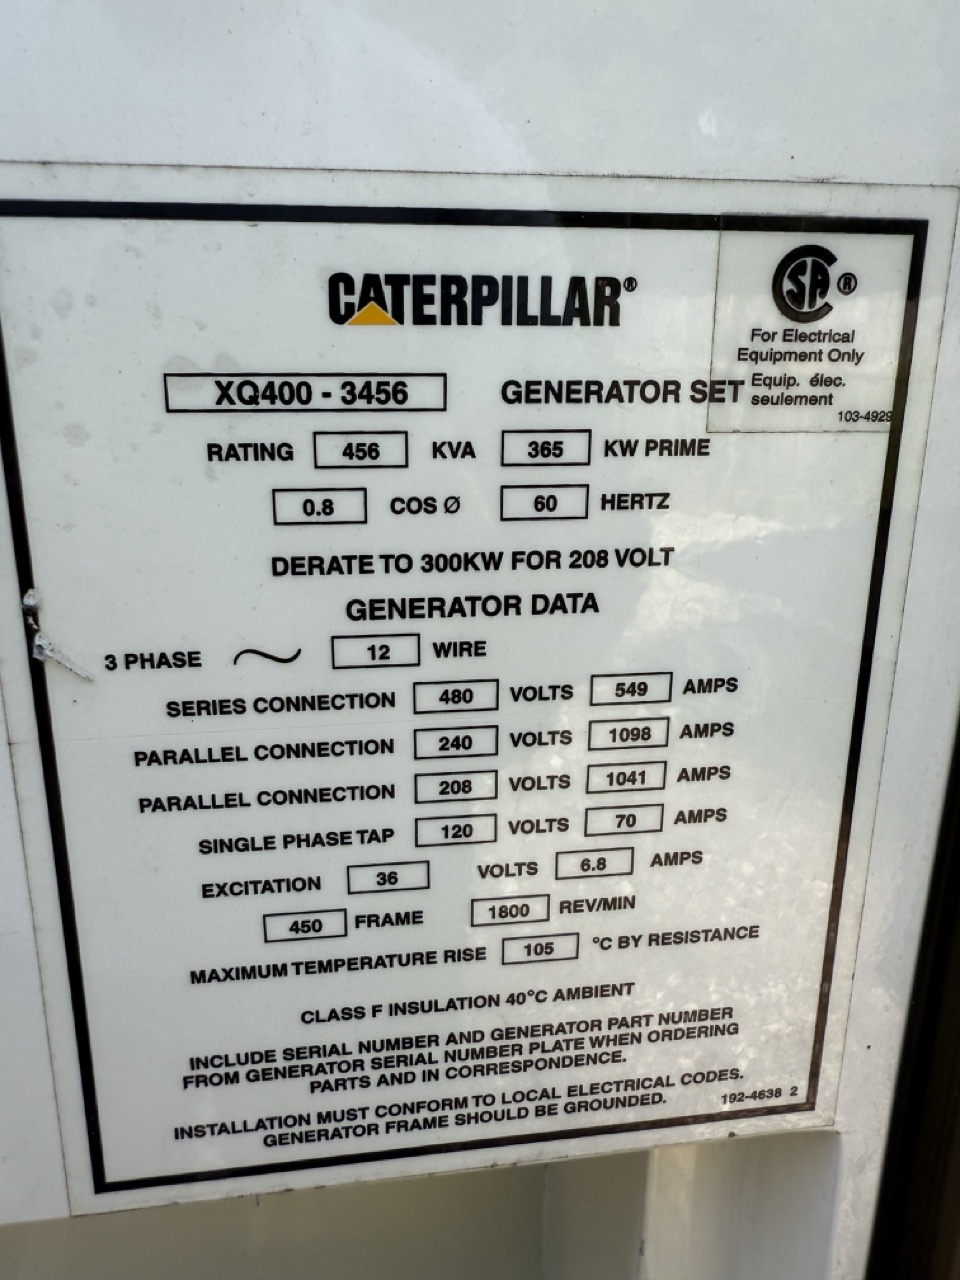 CATERPILLAR®
SA ®
For Electrical
Equipment Only
Equip. élec.
seulement
103-4929
XQ400 - 3456 GENERATOR SET
RATING 456 KVA 365 KW PRIME
0.8 COS Ø 60 HERTZ
DERATE TO 300KW FOR 208 VOLT
GENERATOR DATA
3 PHASE ~ 12 WIRE
SERIES CONNECTION 480 VOLTS 549 AMPS
PARALLEL CONNECTION 240 VOLTS 1098 AMPS
PARALLEL CONNECTION 208 VOLTS 1041 AMPS
SINGLE PHASE TAP 120 VOLTS 70 AMPS
EXCITATION 36 VOLTS 6.8 AMPS
450 FRAME 1800 REV/MIN
MAXIMUM TEMPERATURE RISE 105 °C BY RESISTANCE
CLASS F INSULATION 40°C AMBIENT
INCLUDE SERIAL NUMBER AND GENERATOR PART NUMBER
FROM GENERATOR SERIAL NUMBER PLATE WHEN ORDERING
PARTS AND IN CORRESPONDENCE.
INSTALLATION MUST CONFORM TO LOCAL ELECTRICAL CODES.
GENERATOR FRAME SHOULD BE GROUNDED.
192-4638 2